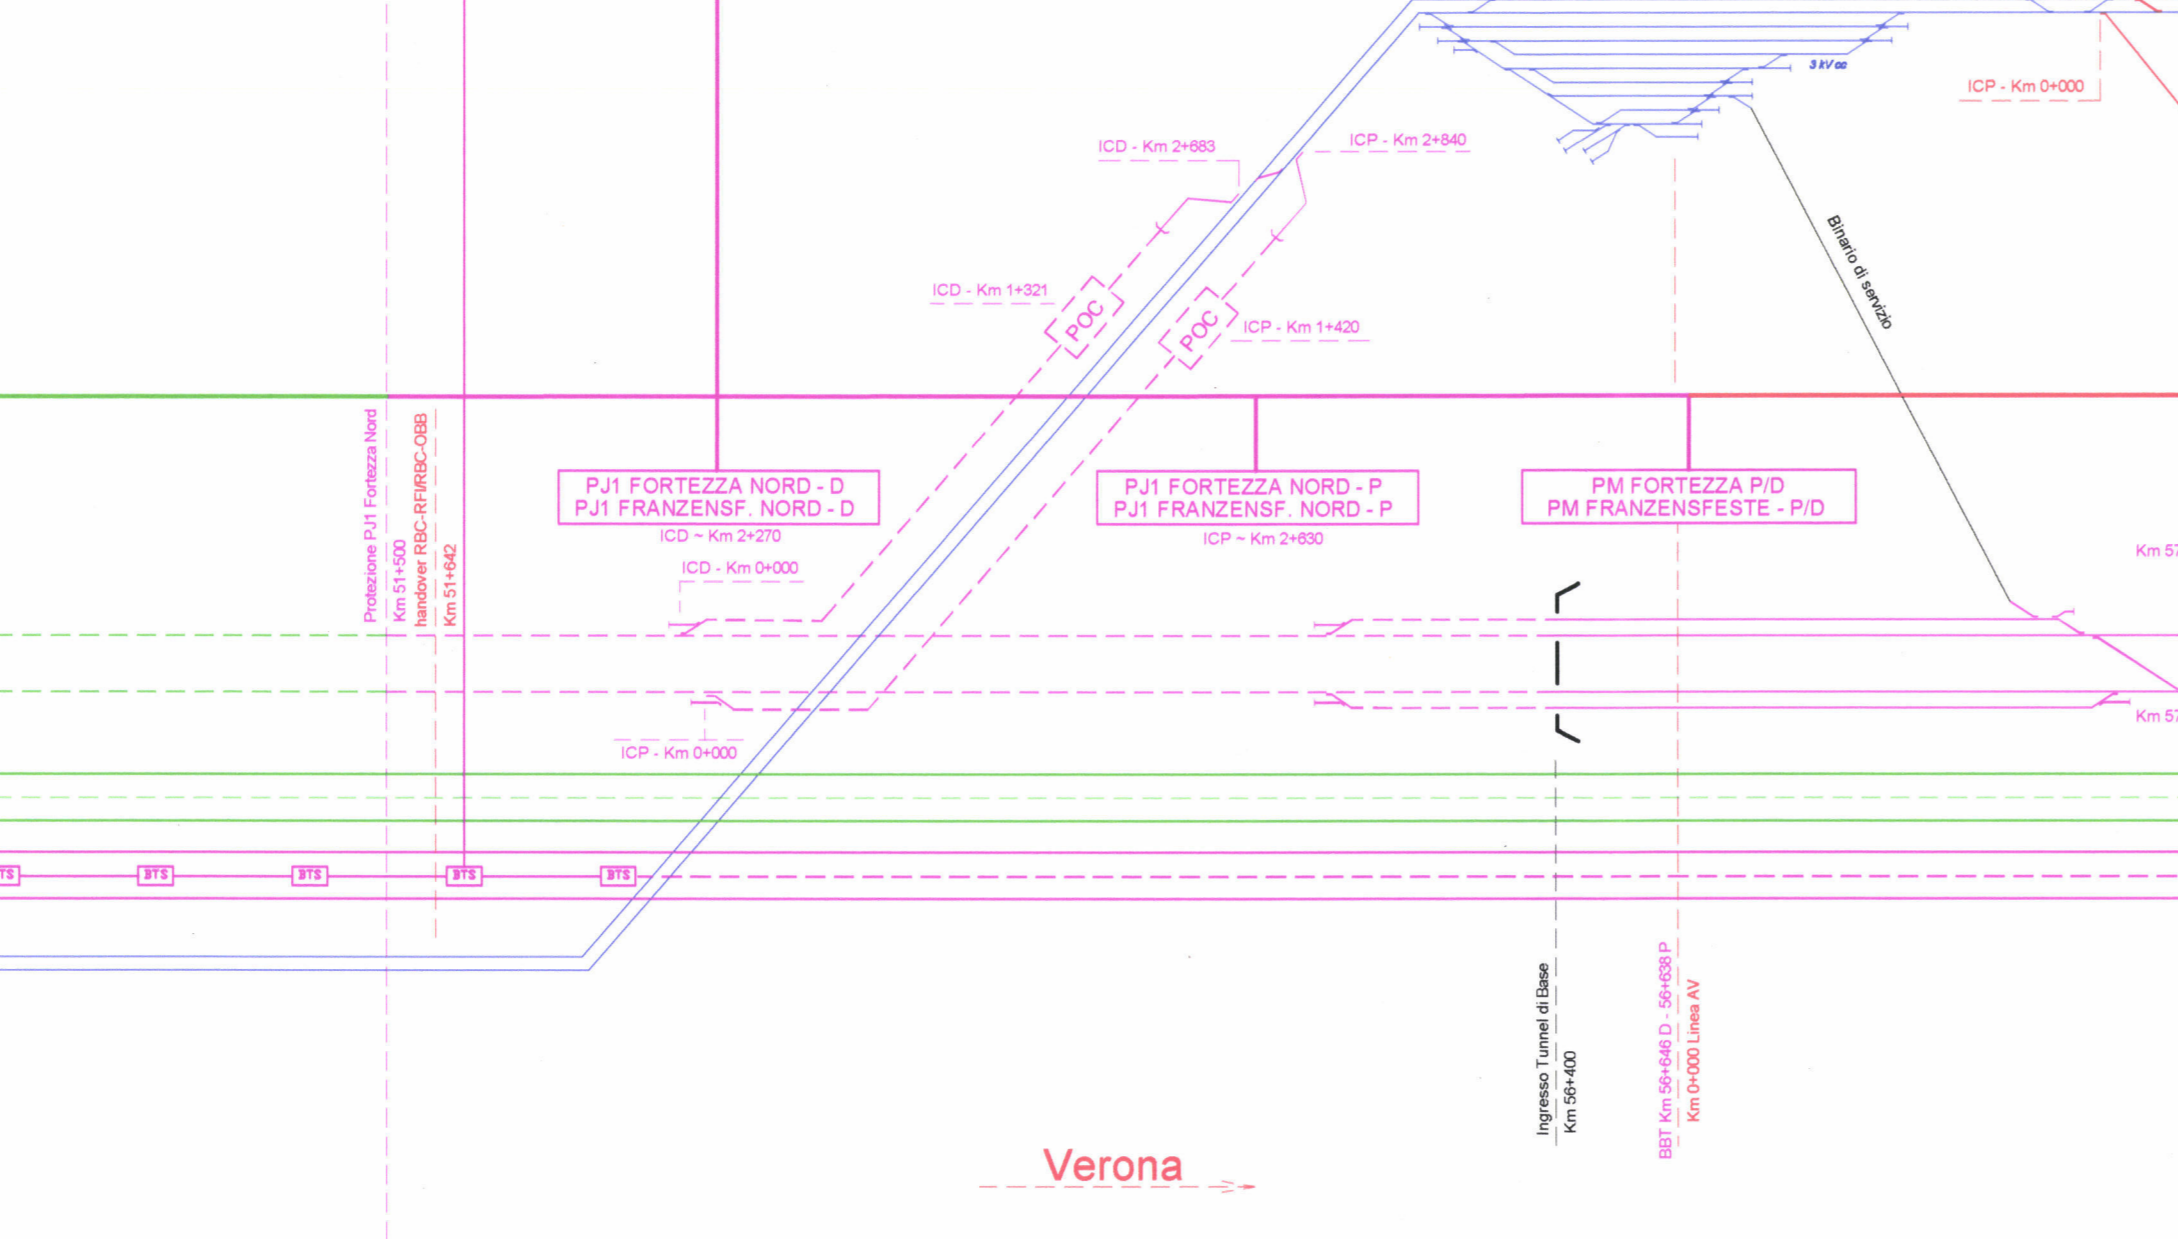 3 kV cc
ICP - Km 0+000
ICD - Km 2+683
ICP - Km 2+840
Binario di servizio
ICD - Km 1+321
POC
POC
ICP - Km 1+420
Protezione PJ1 Fortezza Nord
Km 51+500
handover RBC-RFI/RBC-OBB
Km 51+642
PJ1 FORTEZZA NORD - D
PJ1 FRANZENSF. NORD - D
ICD ~ Km 2+270
PJ1 FORTEZZA NORD - P
PJ1 FRANZENSF. NORD - P
ICP ~ Km 2+630
PM FORTEZZA P/D
PM FRANZENSFESTE - P/D
ICD - Km 0+000
Km 57
ICP - Km 0+000
Km 57
TS
BTS
BTS
BTS
BTS
Ingresso Tunnel di Base
Km 56+400
BBT Km 56+646 D - 56+638 P
Km 0+000 Linea AV
Verona